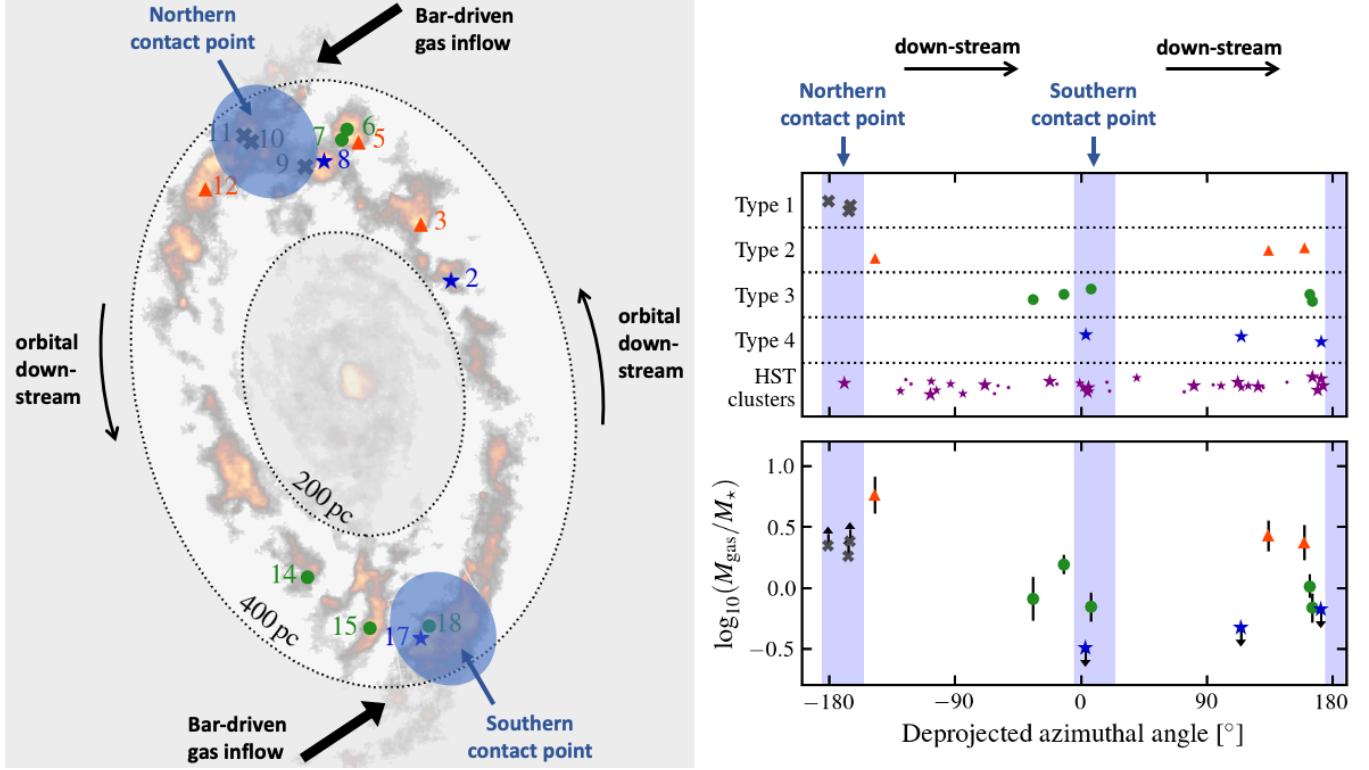 Northern
contact point
Bar-driven
gas inflow
11
10
9
7
6
5
8
12
3
2
orbital
down-
stream
orbital
down-
stream
200 pc
400 pc
14
15
17
18
Bar-driven
gas inflow
Southern
contact point
down-stream
down-stream
Northern
contact point
Southern
contact point
Type 1
Type 2
Type 3
Type 4
HST
clusters
1.0
0.5
0.0
−0.5
log₁₀(M_gas/M_⋆)
−180
−90
0
90
180
Deprojected azimuthal angle [°]